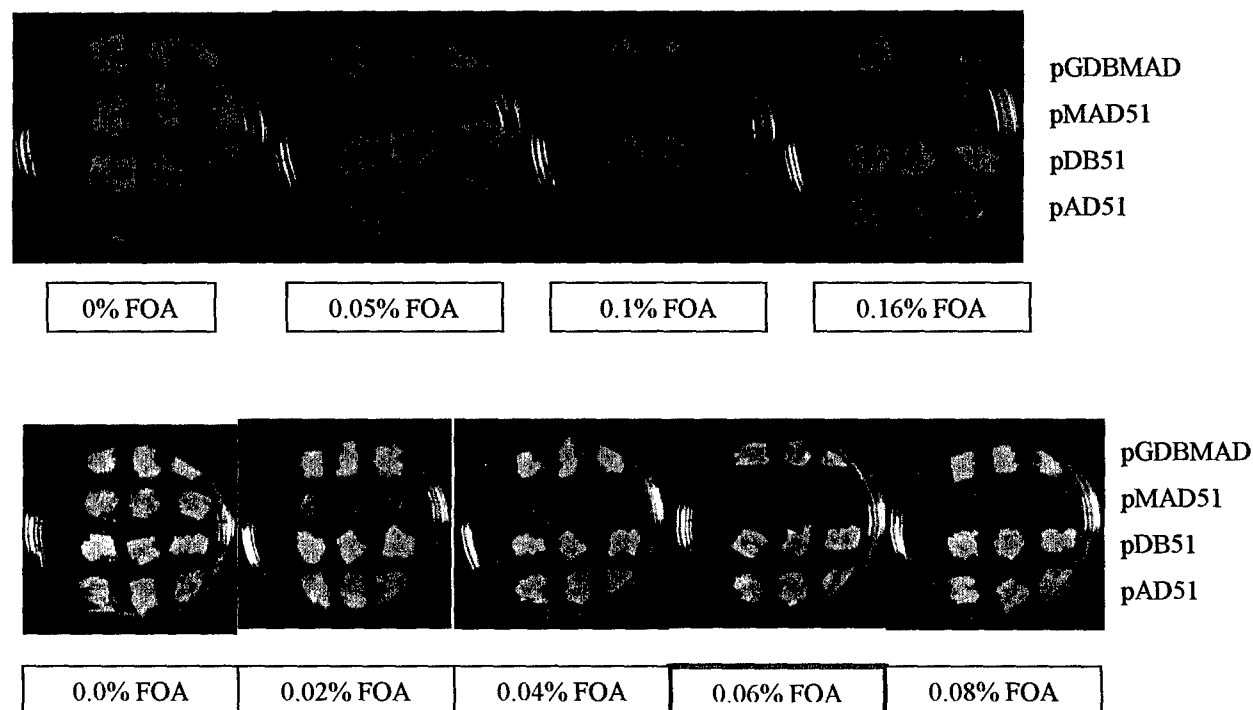 pGDBMAD
pMAD51
pDB51
pAD51
0% FOA 0.05% FOA 0.1% FOA 0.16% FOA
pGDBMAD
pMAD51
pDB51
pAD51
0.0% FOA 0.02% FOA 0.04% FOA 0.06% FOA 0.08% FOA